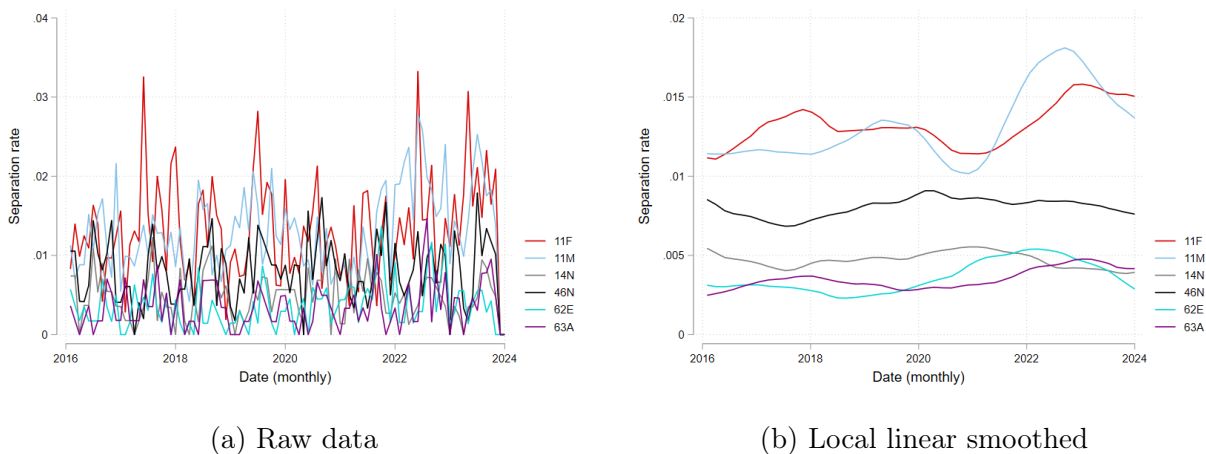 .04
.03
.02
.01
0
Separation rate
2016 2018 2020 2022 2024
Date (monthly)
11F
11M
14N
46N
62E
63A
(a) Raw data
.02
.015
.01
.005
0
Separation rate
2016 2018 2020 2022 2024
Date (monthly)
11F
11M
14N
46N
62E
63A
(b) Local linear smoothed